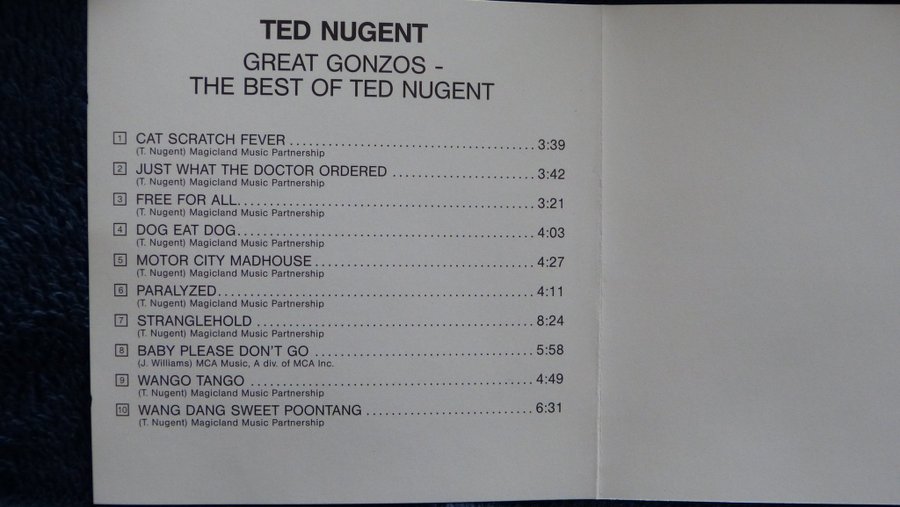 TED NUGENT
GREAT GONZOS -
THE BEST OF TED NUGENT
1 CAT SCRATCH FEVER 3:39
(T. Nugent) Magicland Music Partnership
2 JUST WHAT THE DOCTOR ORDERED 3:42
(T. Nugent) Magicland Music Partnership
3 FREE FOR ALL 3:21
(T. Nugent) Magicland Music Partnership
4 DOG EAT DOG 4:03
(T. Nugent) Magicland Music Partnership
5 MOTOR CITY MADHOUSE 4:27
(T. Nugent) Magicland Music Partnership
6 PARALYZED 4:11
(T. Nugent) Magicland Music Partnership
7 STRANGLEHOLD 8:24
(T. Nugent) Magicland Music Partnership
8 BABY PLEASE DON'T GO 5:58
(J. Williams) MCA Music, A div. of MCA Inc.
9 WANGO TANGO 4:49
(T. Nugent) Magicland Music Partnership
10 WANG DANG SWEET POONTANG 6:31
(T. Nugent) Magicland Music Partnership